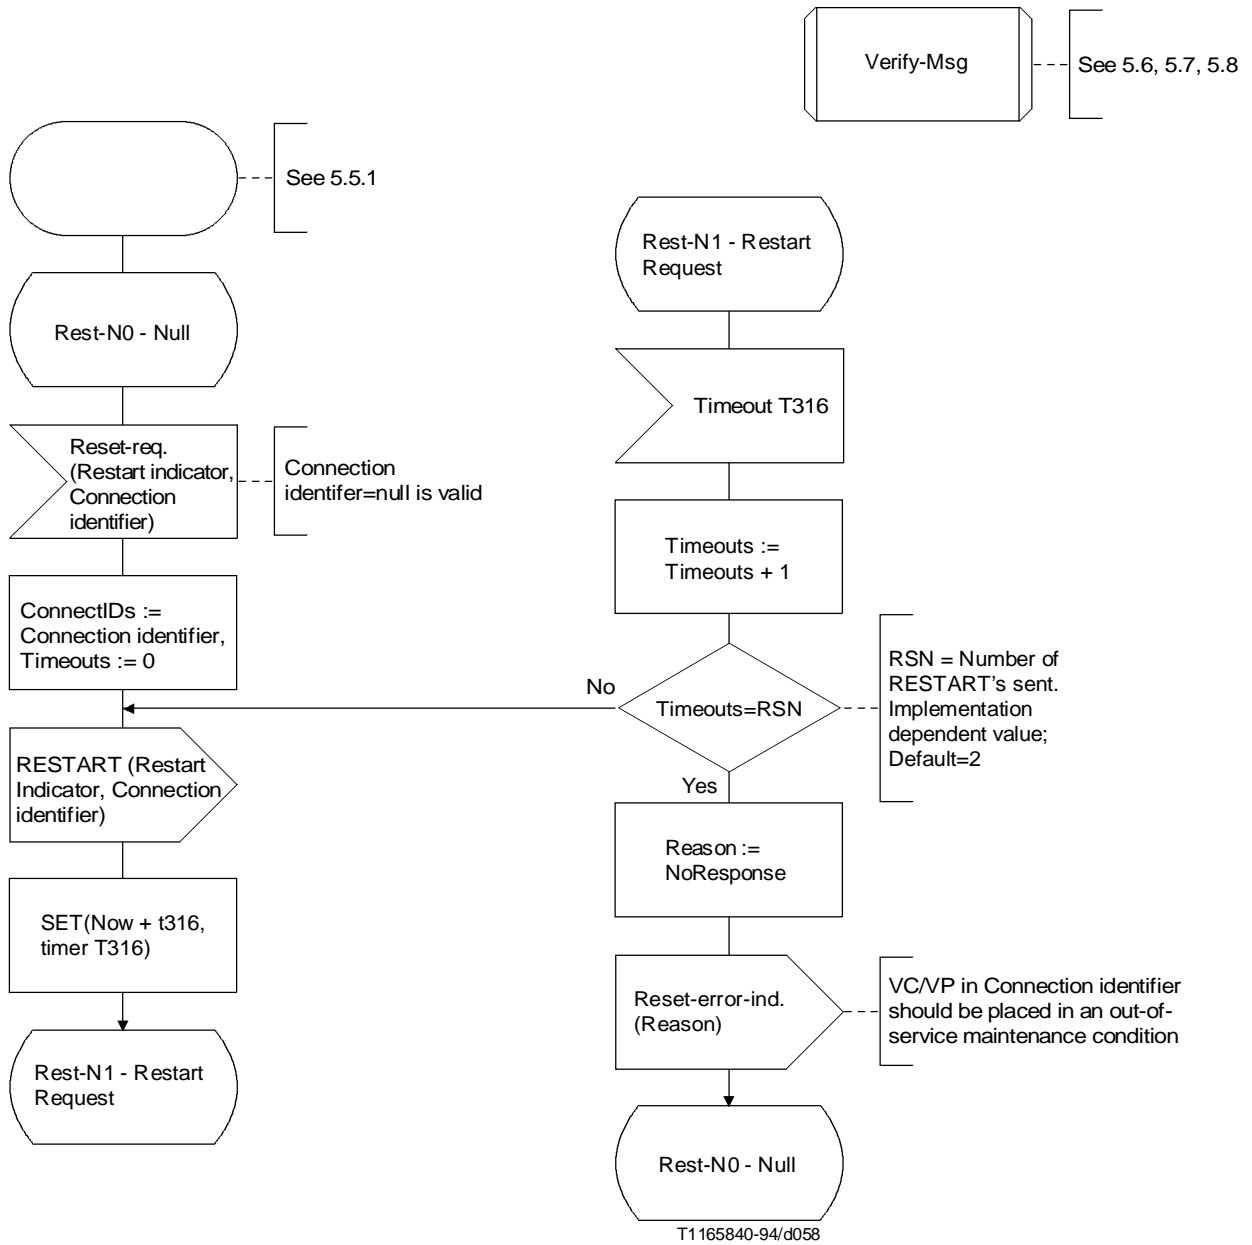 Verify-Msg
See 5.6, 5.7, 5.8
See 5.5.1
Rest-N0 - Null
Reset-req.
(Restart indicator,
Connection
identifier)
Connection
identifer=null is valid
ConnectIDs :=
Connection identifier,
Timeouts := 0
RESTART (Restart
Indicator, Connection
identifier)
SET(Now + t316,
timer T316)
Rest-N1 - Restart
Request
Rest-N1 - Restart
Request
Timeout T316
Timeouts :=
Timeouts + 1
No
Timeouts=RSN
RSN = Number of
RESTART's sent.
Implementation
dependent value;
Default=2
Yes
Reason :=
NoResponse
Reset-error-ind.
(Reason)
VC/VP in Connection identifier
should be placed in an out-of-
service maintenance condition
Rest-N0 - Null
T1165840-94/d058